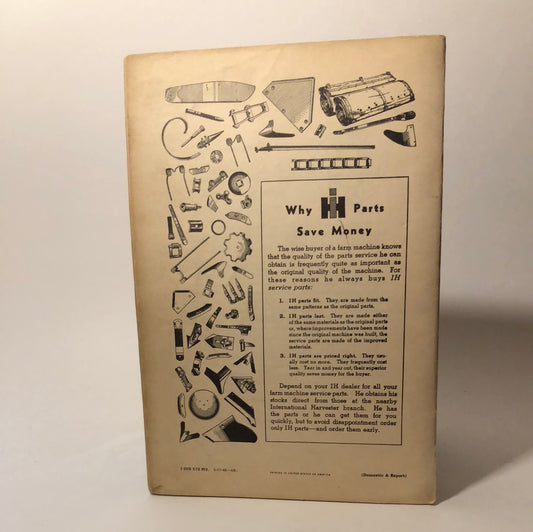 Why IH Parts
Save Money
The wise buyer of a farm machine knows
that the quality of the parts service he can
obtain is frequently quite as important as
the original quality of the machine. For
these reasons he always buys IH
service parts:
1. IH parts fit. They are made from the
same patterns as the original parts.
2. IH parts last. They are made either
of the same materials as the original parts
or, where improvements have been made
since the original machine was built, the
service parts are made of the improved
materials.
3. IH parts are priced right. They usu-
ally cost no more. They frequently cost
less. Year in and year out, their superior
quality saves money for the buyer.
Depend on your IH dealer for all your
farm machine service parts. He obtains his
stocks direct from those at the nearby
International Harvester branch. He has
the parts or he can get them for you
quickly, but to avoid disappointment order
only IH parts—and order them early.
PRINTED IN UNITED STATES OF AMERICA
(Domestic & Export)